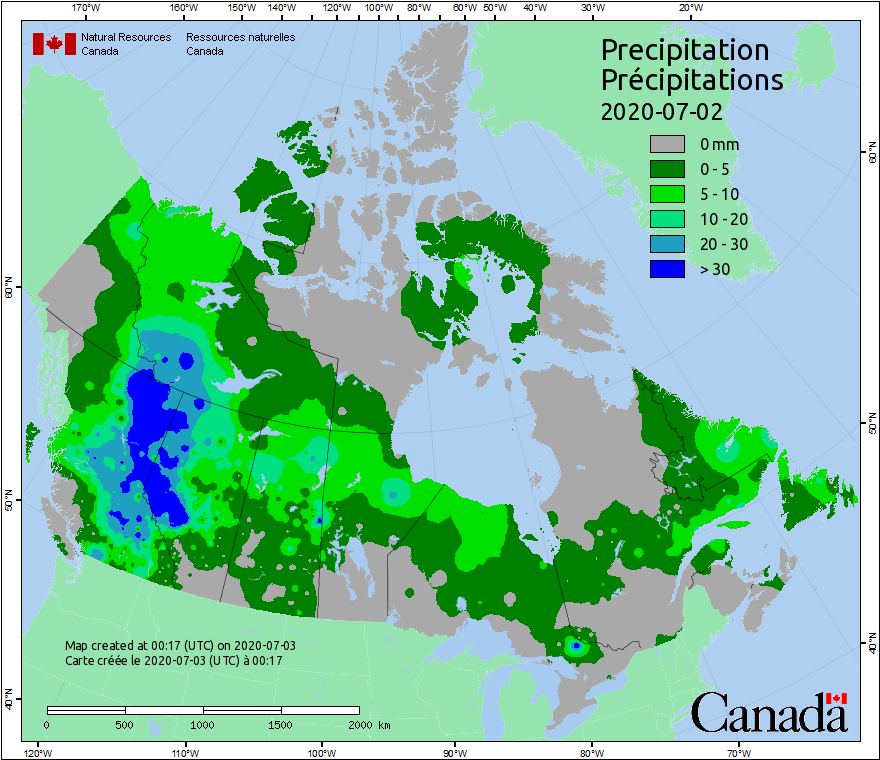 170°W 160°W 150°W 140°W 130°W 120°W 110°W 100°W 90°W 80°W 60°W 50°W 40°W 30°W 20°W
Natural Resources Ressources naturelles
Canada Canada
Precipitation
Précipitations
2020-07-02
0 mm
0 - 5
5 - 10
10 - 20
20 - 30
> 30
60°N
60°N
50°N
50°N
40°N
40°N
Map created at 00:17 (UTC) on 2020-07-03
Carte créée le 2020-07-03 (UTC) à 00:17
0 500 1000 1500 2000 km
Canada
120°W 110°W 100°W 90°W 80°W 70°W